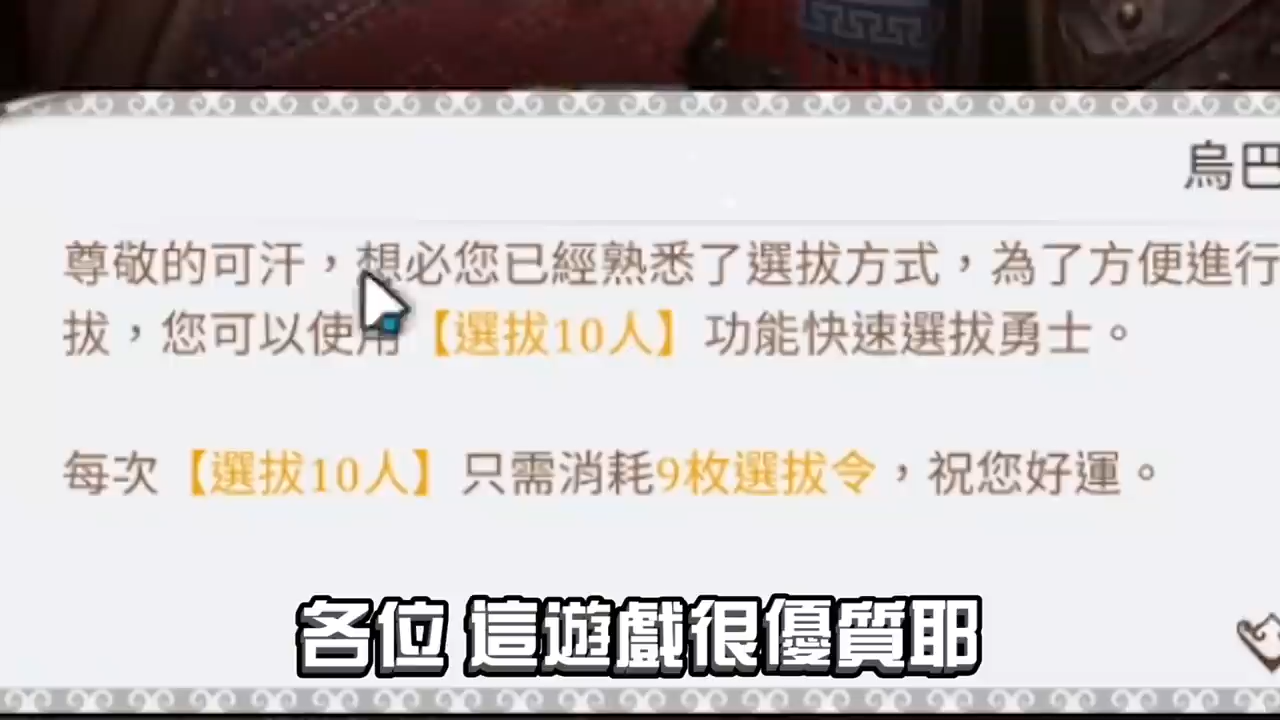 烏巴
尊敬的可汗，想必您已經熟悉了選拔方式，為了方便進行
拔，您可以使用【選拔10人】功能快速選拔勇士。
每次【選拔10人】只需消耗9枚選拔令，祝您好運。
各位 這遊戲很優質耶